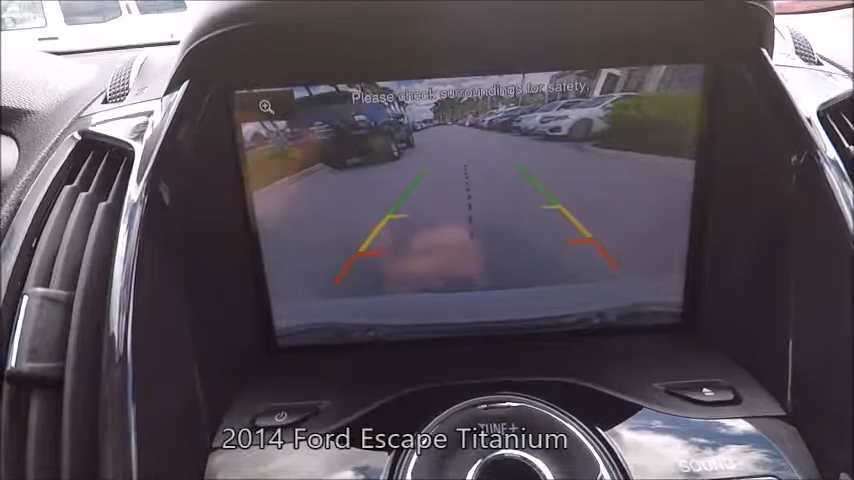 Please check surroundings for safety.
TUNE+
2014 Ford Escape Titanium
SOUND